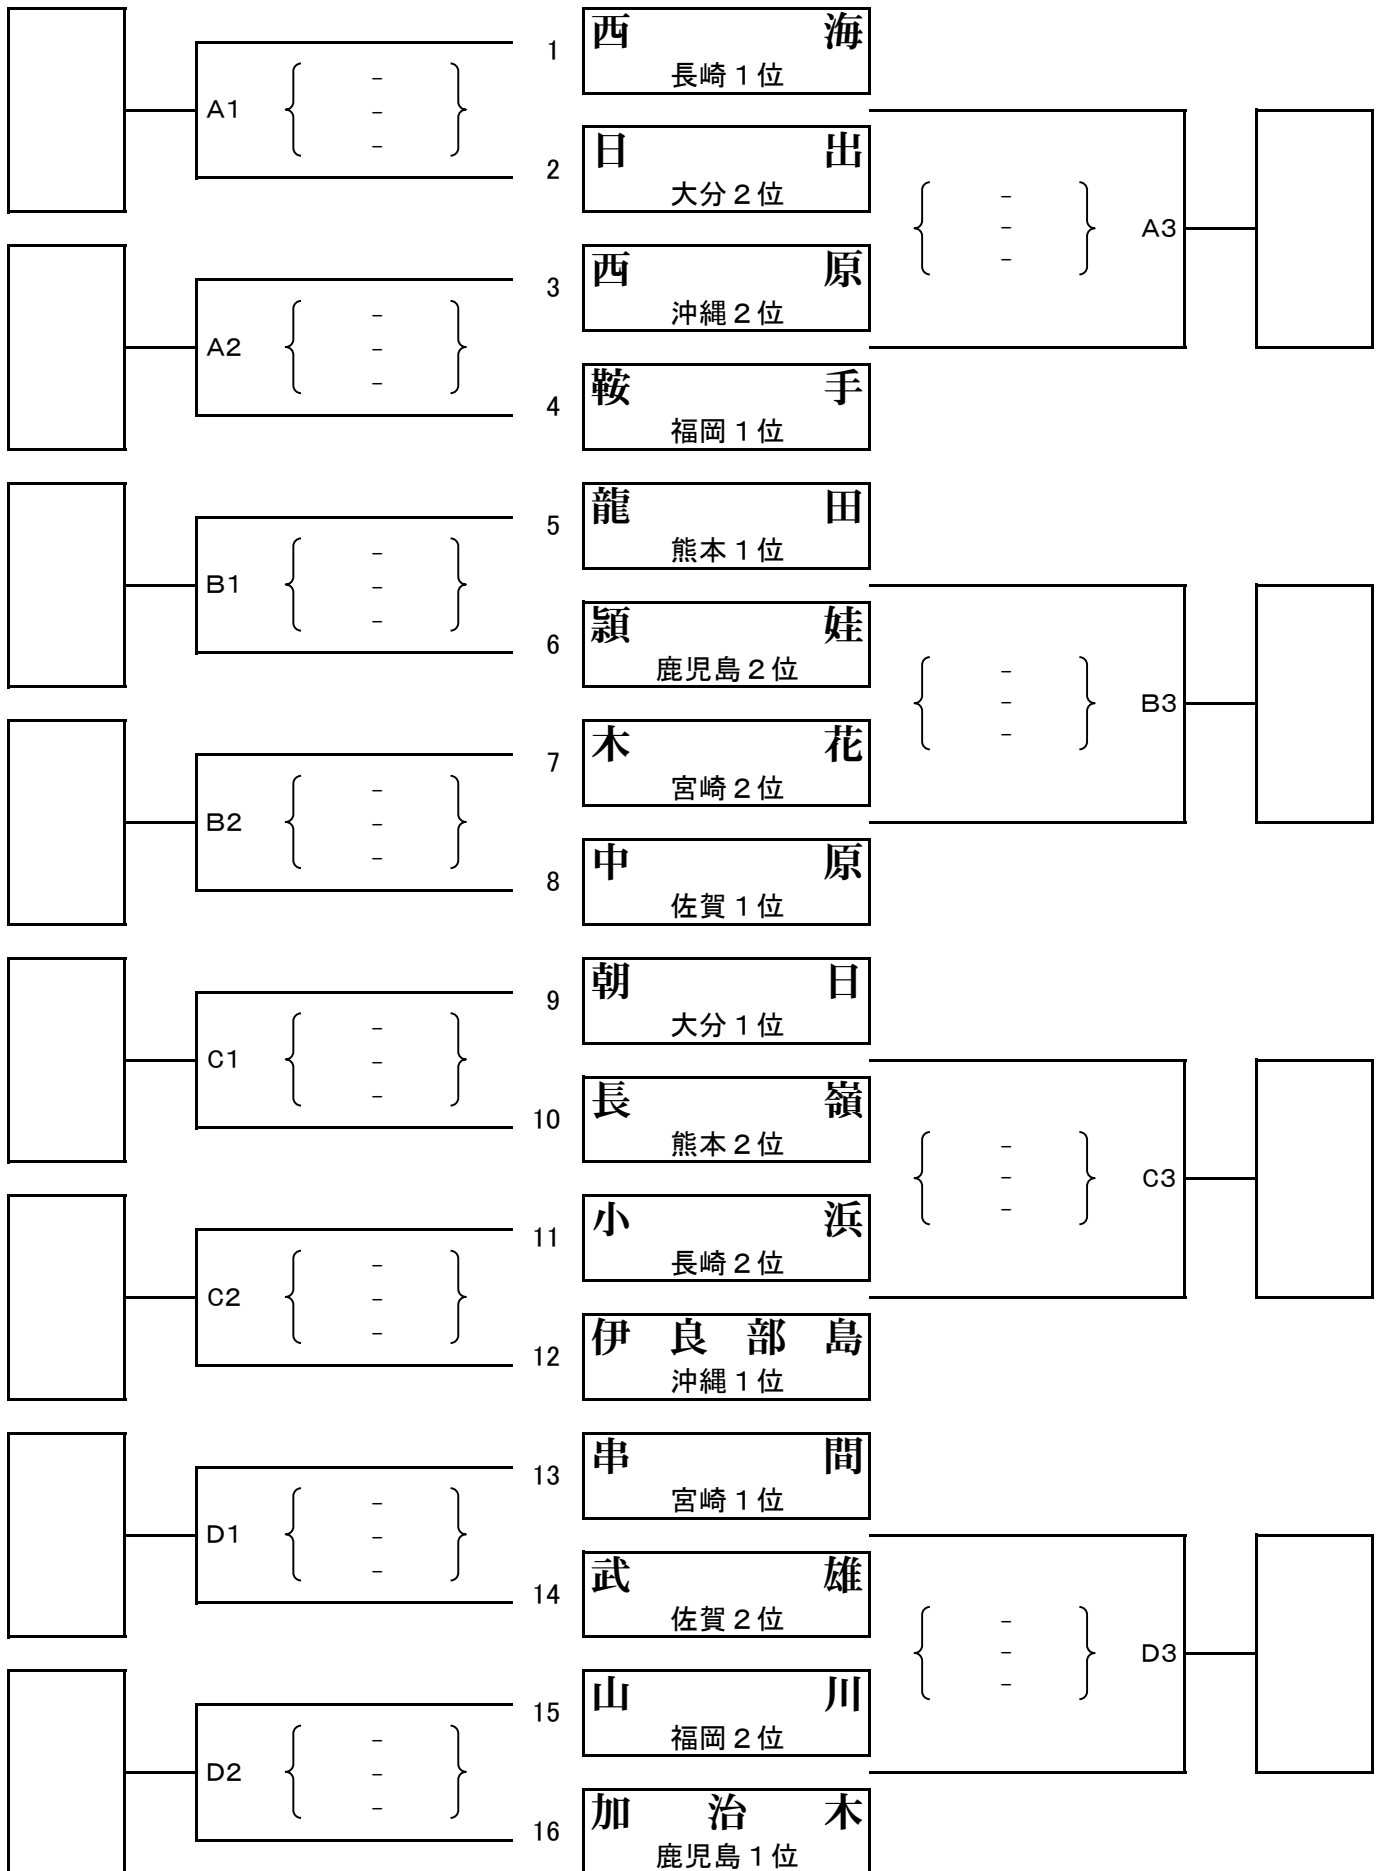 1 西海
長崎1位
A1
-
-
-
2 日出
大分2位
-
-
-
A3
3 西原
沖縄2位
A2
-
-
-
4 鞍手
福岡1位
5 龍田
熊本1位
B1
-
-
-
6 頴娃
鹿児島2位
-
-
-
B3
7 木花
宮崎2位
B2
-
-
-
8 中原
佐賀1位
9 朝日
大分1位
C1
-
-
-
10 長嶺
熊本2位
-
-
-
C3
11 小浜
長崎2位
C2
-
-
-
12 伊良部島
沖縄1位
13 串間
宮崎1位
D1
-
-
-
14 武雄
佐賀2位
-
-
-
D3
15 山川
福岡2位
D2
-
-
-
16 加治木
鹿児島1位